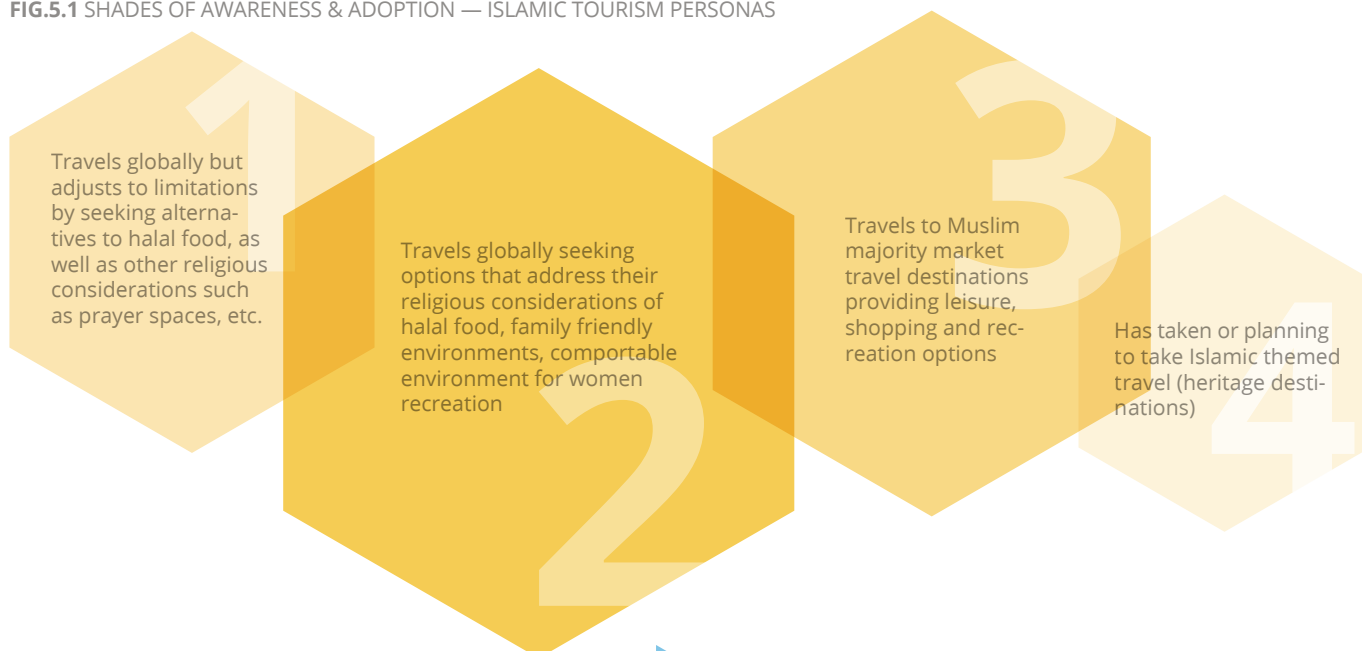 FIG.5.1 SHADES OF AWARENESS & ADOPTION — ISLAMIC TOURISM PERSONAS
1
Travels globally but
adjusts to limitations
by seeking alterna-
tives to halal food, as
well as other religious
considerations such
as prayer spaces, etc.
2
Travels globally seeking
options that address their
religious considerations of
halal food, family friendly
environments, comportable
environment for women
recreation
3
Travels to Muslim
majority market
travel destinations
providing leisure,
shopping and rec-
reation options
4
Has taken or planning
to take Islamic themed
travel (heritage desti-
nations)